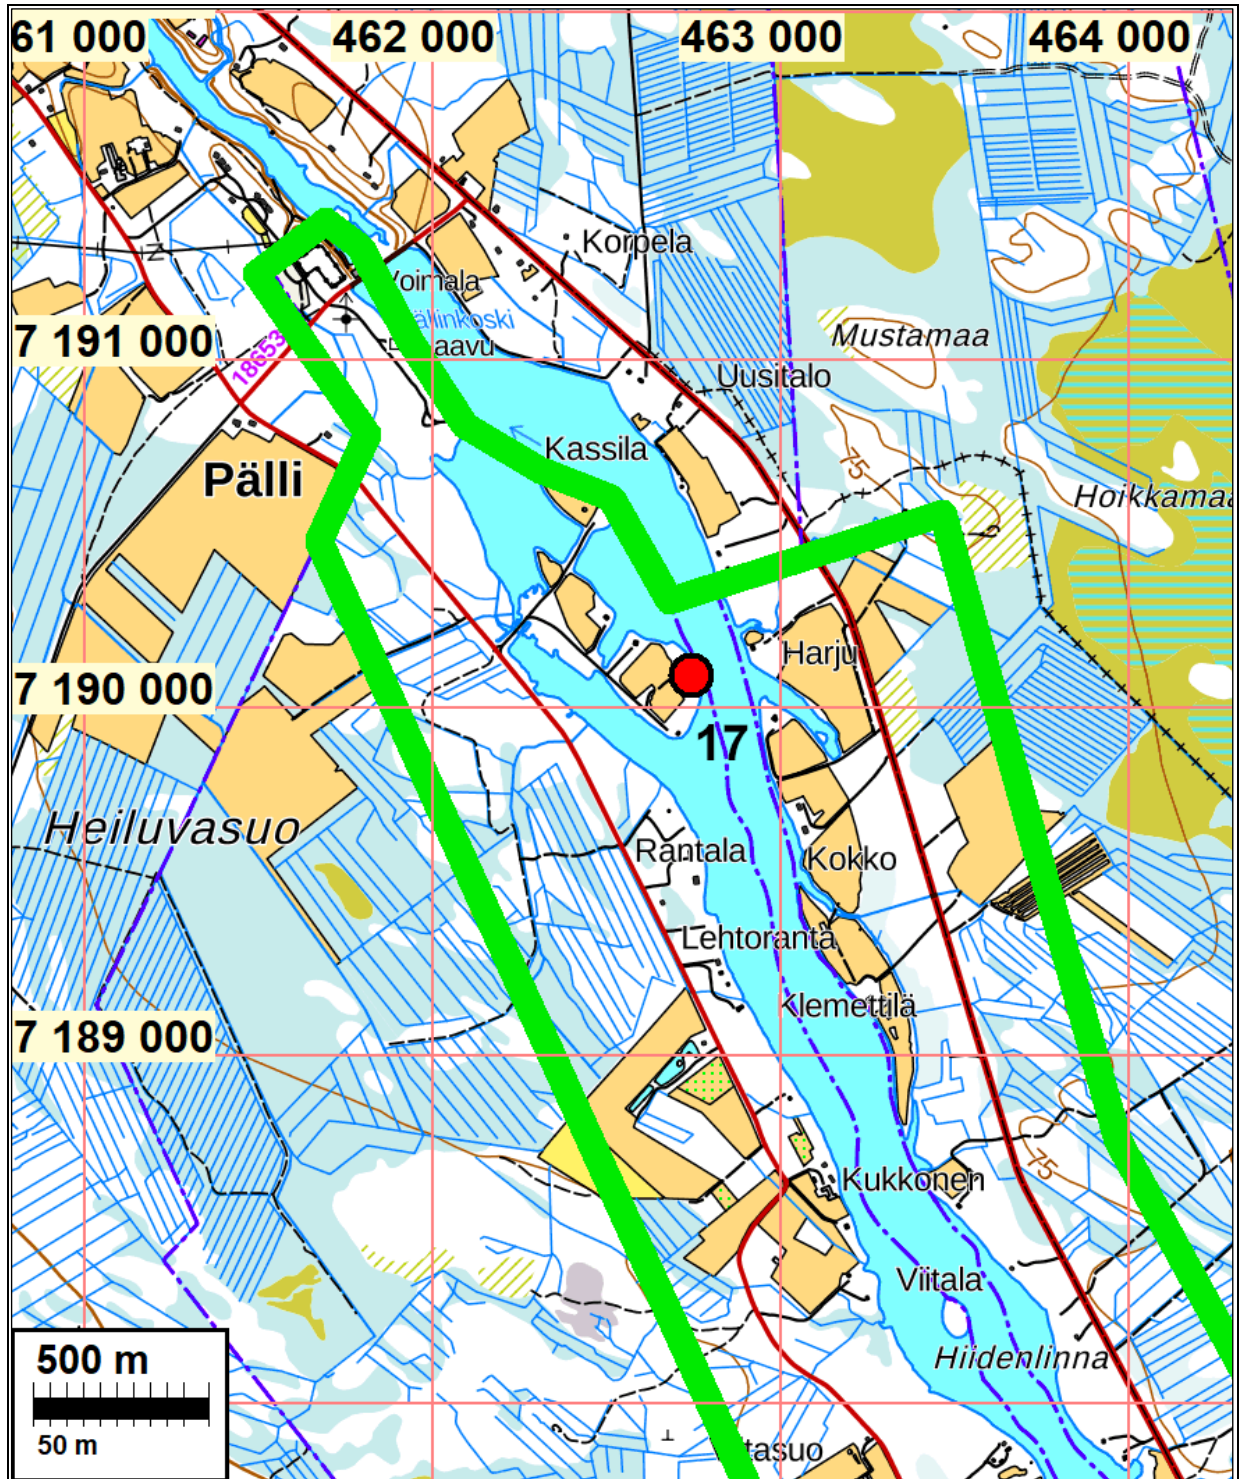 61 000
462 000
463 000
464 000
Korpela
Voimala
ällinkoski
aavu
Mustamaa
7 191 000
18653
Uusitalo
Kassila
75
Pälli
Hoikkamaa
Harju
7 190 000
17
Heiluvasuo
Rantala
Kokko
Lehtoranta
Klemettilä
7 189 000
75
Kukkonen
Viitala
Hiidenlinna
500 m
50 m
tasuo